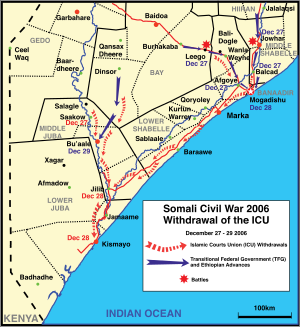 Garbahare
Baidoa
HIIRAN
Jalalaqsi
GEDO
Burhakaba
Bali-
Dogle
Dec 27
Jawhar
Qansax
Dheere
Ceel
Waq
Wanla
Weyne
MIDDLE
SHABELLE
Dec 27
Baar-
dheere
Leego
Dec 27
Balcad
Dinsor
BAY
Afgoye
Dec 27
BANAADIR
Mogadishu
Dec 28
Salagle
Qoryoley
Saakow
Dec 27
Kurtun-
Warrey
Marka
LOWER
SHABELLE
MIDDLE
JUBA
Sablaale
Bu'aale
Dec 29
Baraawe
Xagar
Afmadow
Jilib
Dec 28
LOWER
JUBA
Jamaame
Dec 28
Kismayo
Badhadhe
KENYA
INDIAN OCEAN
Somali Civil War 2006
Withdrawal of the ICU
December 27 - 29 2006
Islamic Courts Union (ICU) Withdrawals
Transitional Federal Government (TFG)
and Ethiopian Advances
Battles
100km